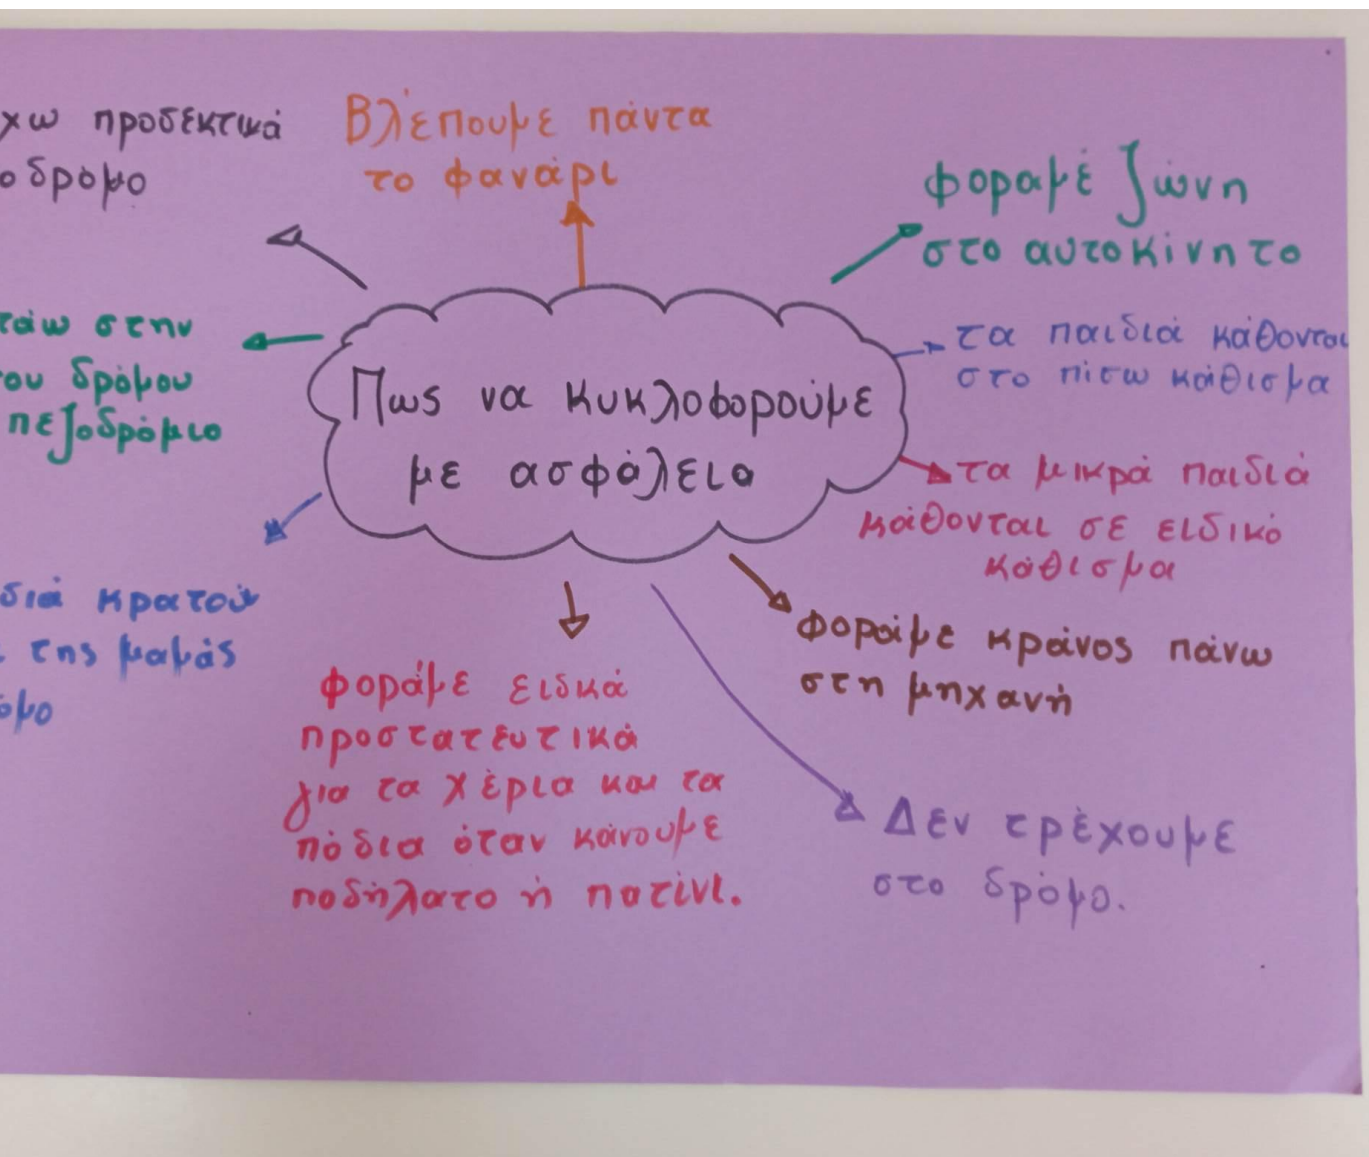 χω προσεκτικά
ο δρόμο
Βλέπουμε πάντα
το φανάρι
φοραμέ ζώνη
στο αυτοκίνητο
τάω στην
ου δρόμου
πεζοδρόμιο
τα παιδιά κάθονται
στο πίσω κάθισμα
Πως να κυκλοφορούμε
με ασφάλεια
τα μικρά παιδιά
κάθονται σε ειδικό
κάθισμα
διά κρατού
της μαμάς
όμο
φοράμε κράνος πάνω
στη μηχανή
φοράμε ειδικά
προστατευτικά
για τα χέρια και τα
πόδια όταν κάνουμε
ποδήλατο ή πατίνι.
Δεν τρέχουμε
στο δρόμο.